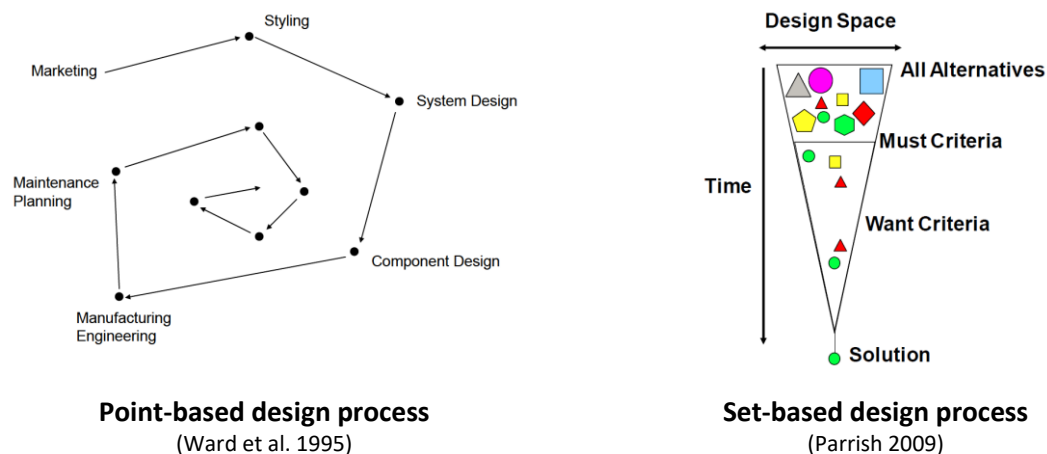 Styling
Marketing
System Design
Maintenance
Planning
Component Design
Manufacturing
Engineering
Point-based design process
(Ward et al. 1995)
Design Space
All Alternatives
Must Criteria
Time
Want Criteria
Solution
Set-based design process
(Parrish 2009)